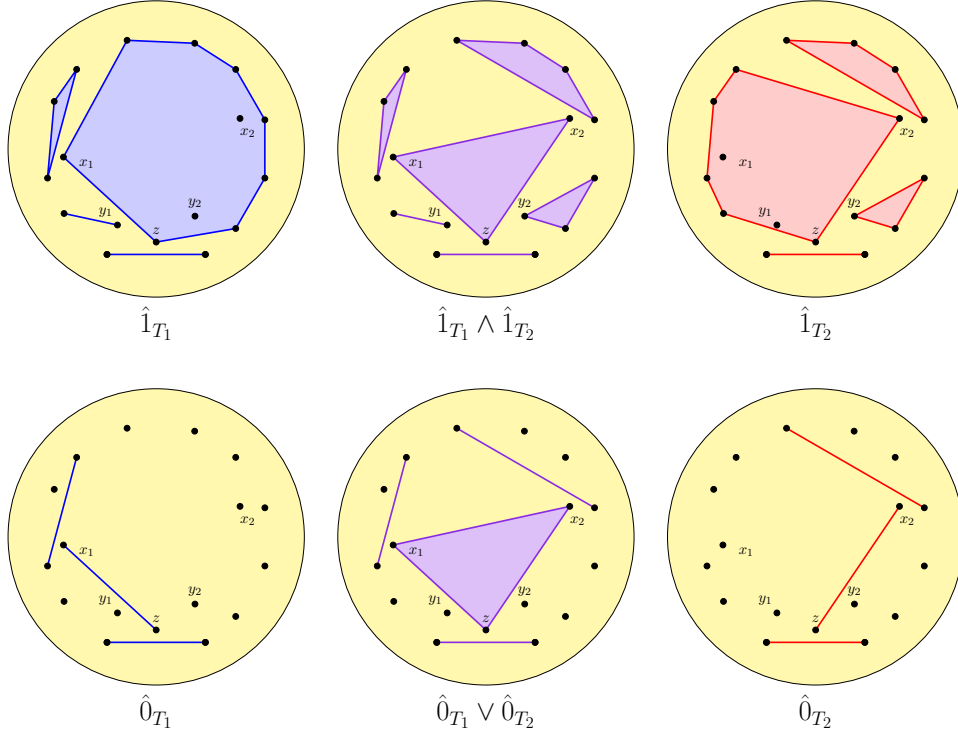 x₁ x₂ y₁ y₂ z
x₁ x₂ y₁ y₂ z
x₁ x₂ y₁ y₂ z
1̂_{T₁}
1̂_{T₁} ∧ 1̂_{T₂}
1̂_{T₂}
x₁ x₂ y₁ y₂ z
x₁ x₂ y₁ y₂ z
x₁ x₂ y₁ y₂ z
0̂_{T₁}
0̂_{T₁} ∨ 0̂_{T₂}
0̂_{T₂}